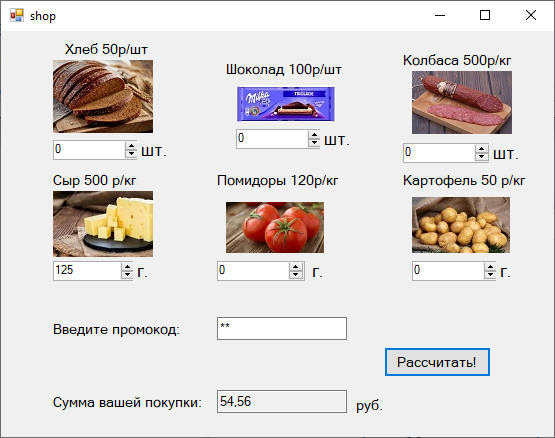 shop
Хлеб 50р/шт
Шоколад 100р/шт
Колбаса 500р/кг
Milka
TRIOLADE
0 шт.
0 шт.
0 шт.
Сыр 500 р/кг
Помидоры 120р/кг
Картофель 50 р/кг
125 г.
0 г.
0 г.
Введите промокод: **
Рассчитать!
Сумма вашей покупки: 54,56 руб.